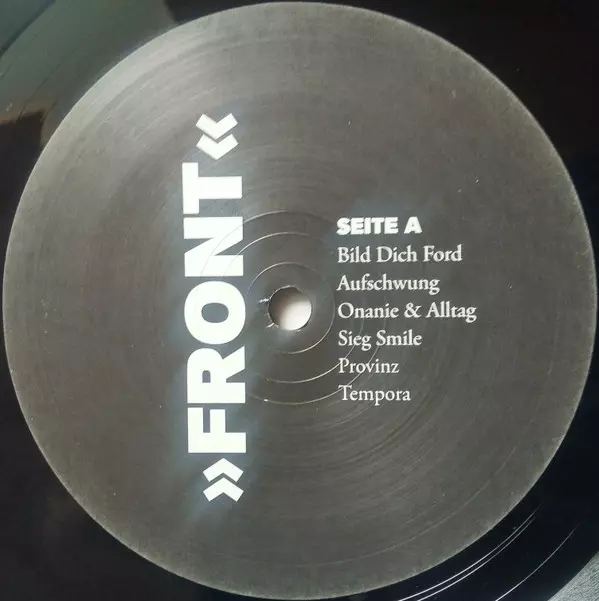 »FRONT«
SEITE A
Bild Dich Ford
Aufschwung
Onanie & Alltag
Sieg Smile
Provinz
Tempora